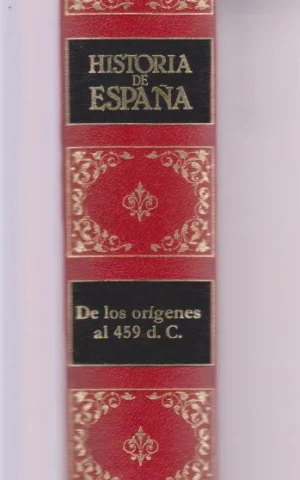 HISTORIA
DE
ESPAÑA
De los orígenes
al 459 d. C.